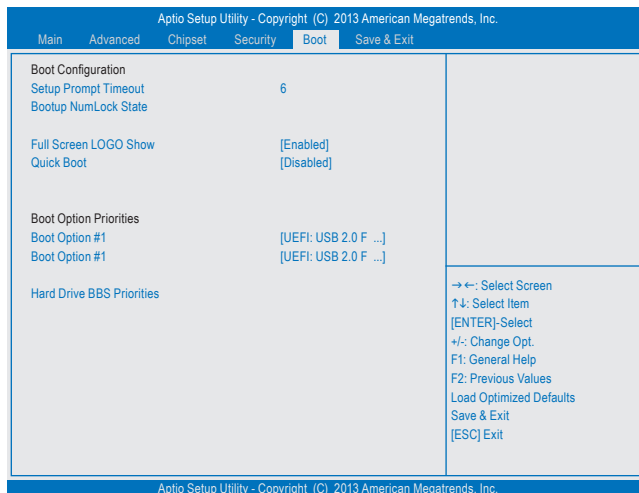 Aptio Setup Utility - Copyright (C) 2013 American Megatrends, Inc.
Main Advanced Chipset Security Boot Save & Exit
Boot Configuration
Setup Prompt Timeout 6
Bootup NumLock State
Full Screen LOGO Show [Enabled]
Quick Boot [Disabled]
Boot Option Priorities
Boot Option #1 [UEFI: USB 2.0 F ...]
Boot Option #1 [UEFI: USB 2.0 F ...]
Hard Drive BBS Priorities
→←: Select Screen
↑↓: Select Item
[ENTER]-Select
+/-: Change Opt.
F1: General Help
F2: Previous Values
Load Optimized Defaults
Save & Exit
[ESC] Exit
Aptio Setup Utility - Copyright (C) 2013 American Megatrends, Inc.